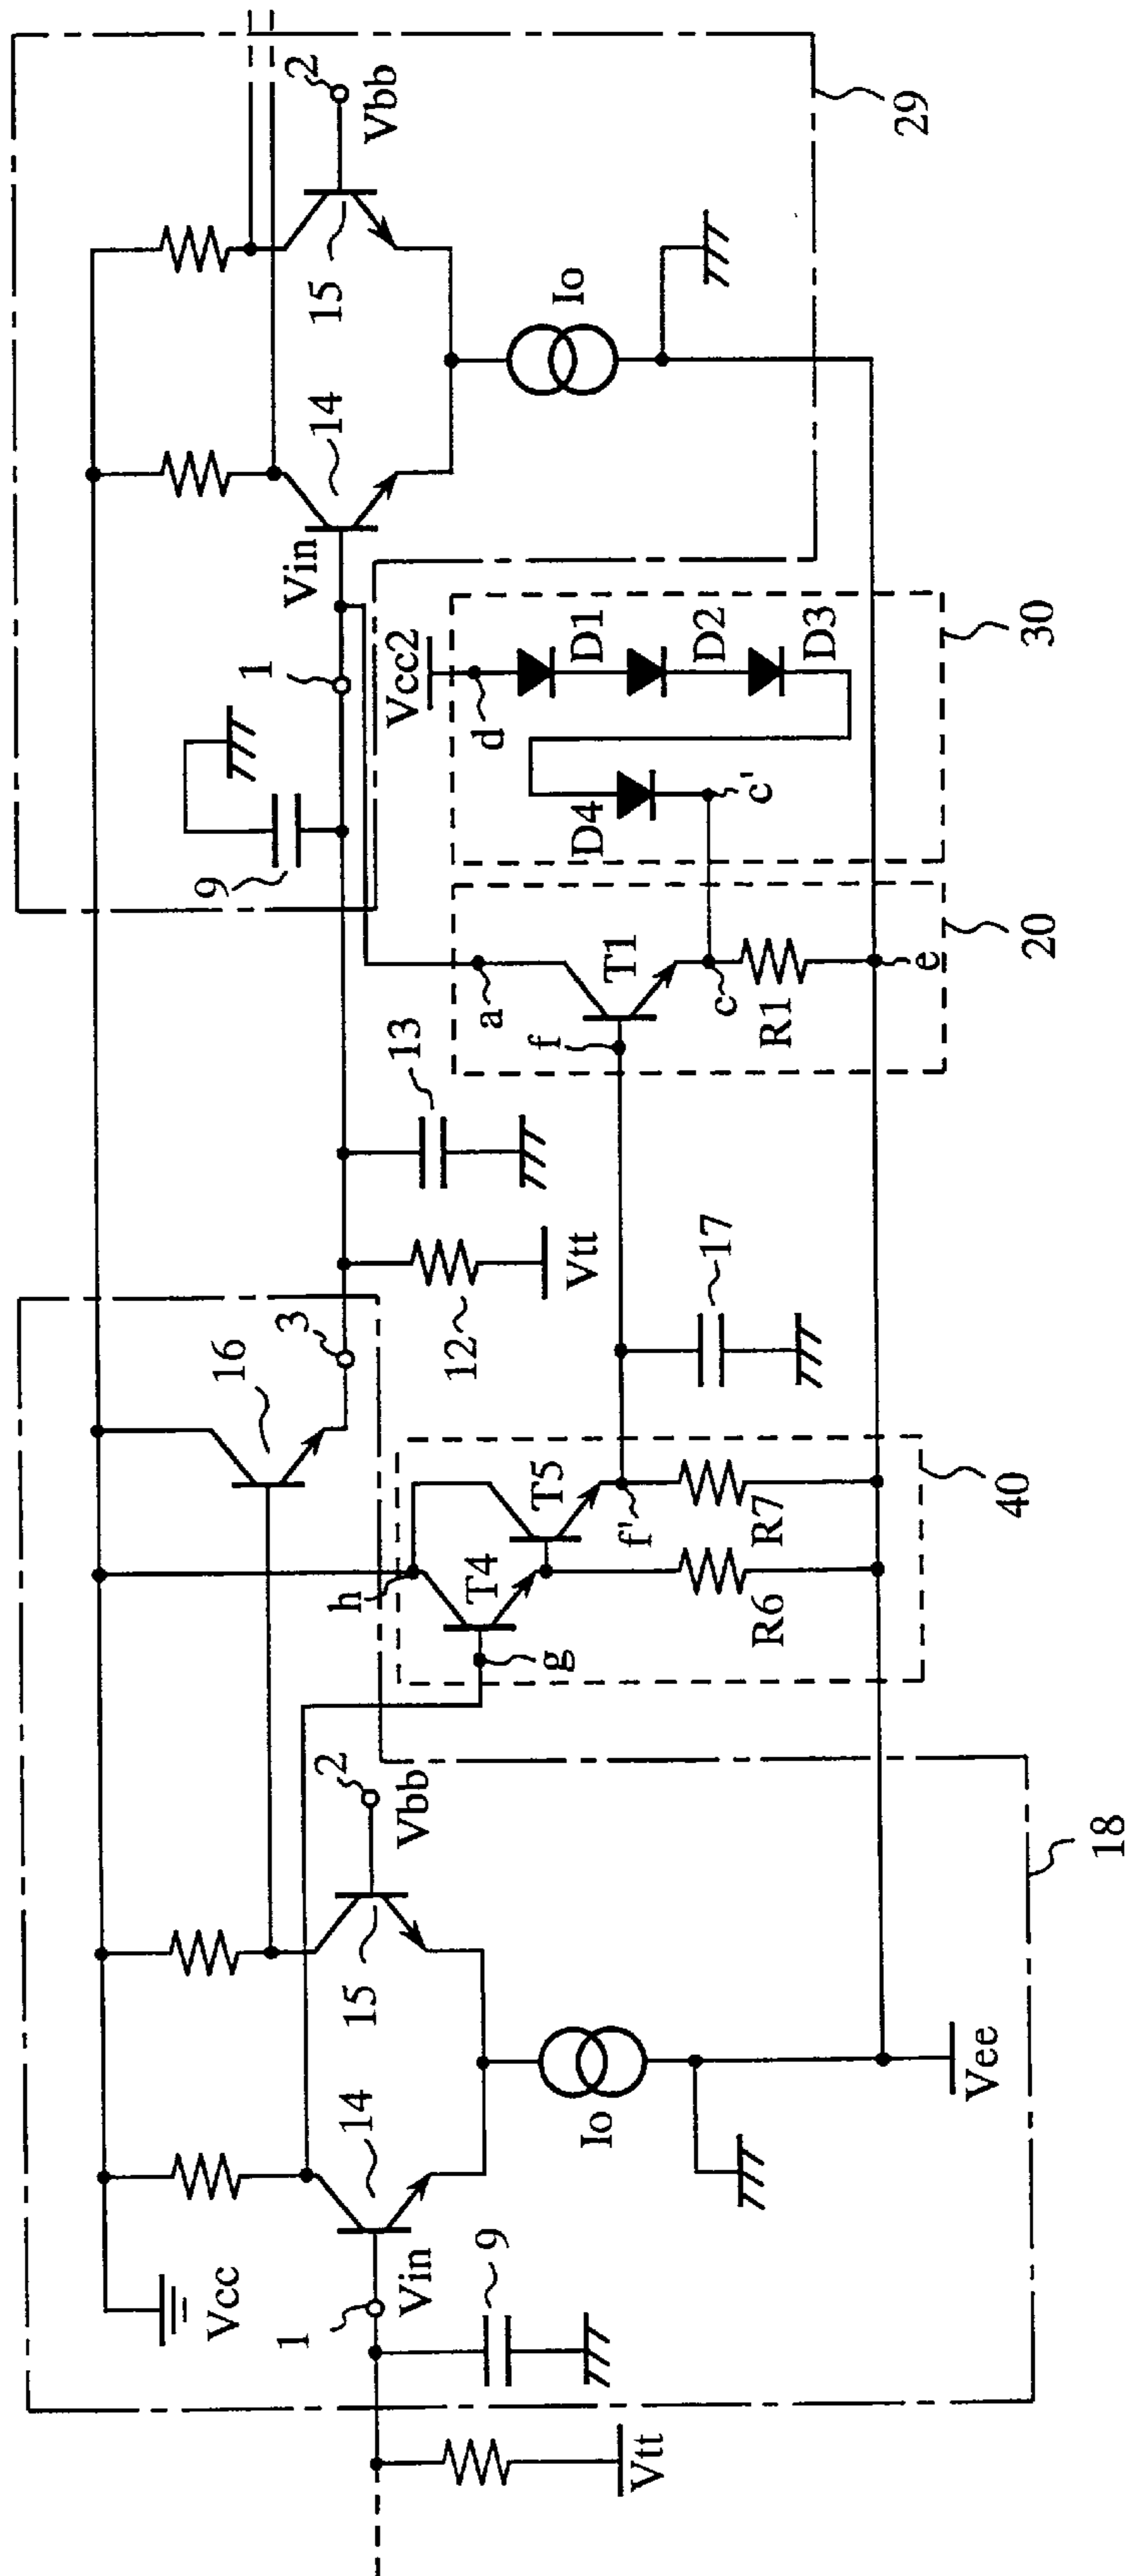 Vcc
1
Vin
9
Vtt
14
15
2
Vbb
Io
Vee
18
16
3
h
g
T4
T5
f'
R6
R7
40
17
12
Vtt
13
f
a
T1
c
R1
e
20
9
1
Vin
Vcc2
d
D1
D2
D3
D4
c'
30
14
15
2
Vbb
Io
29